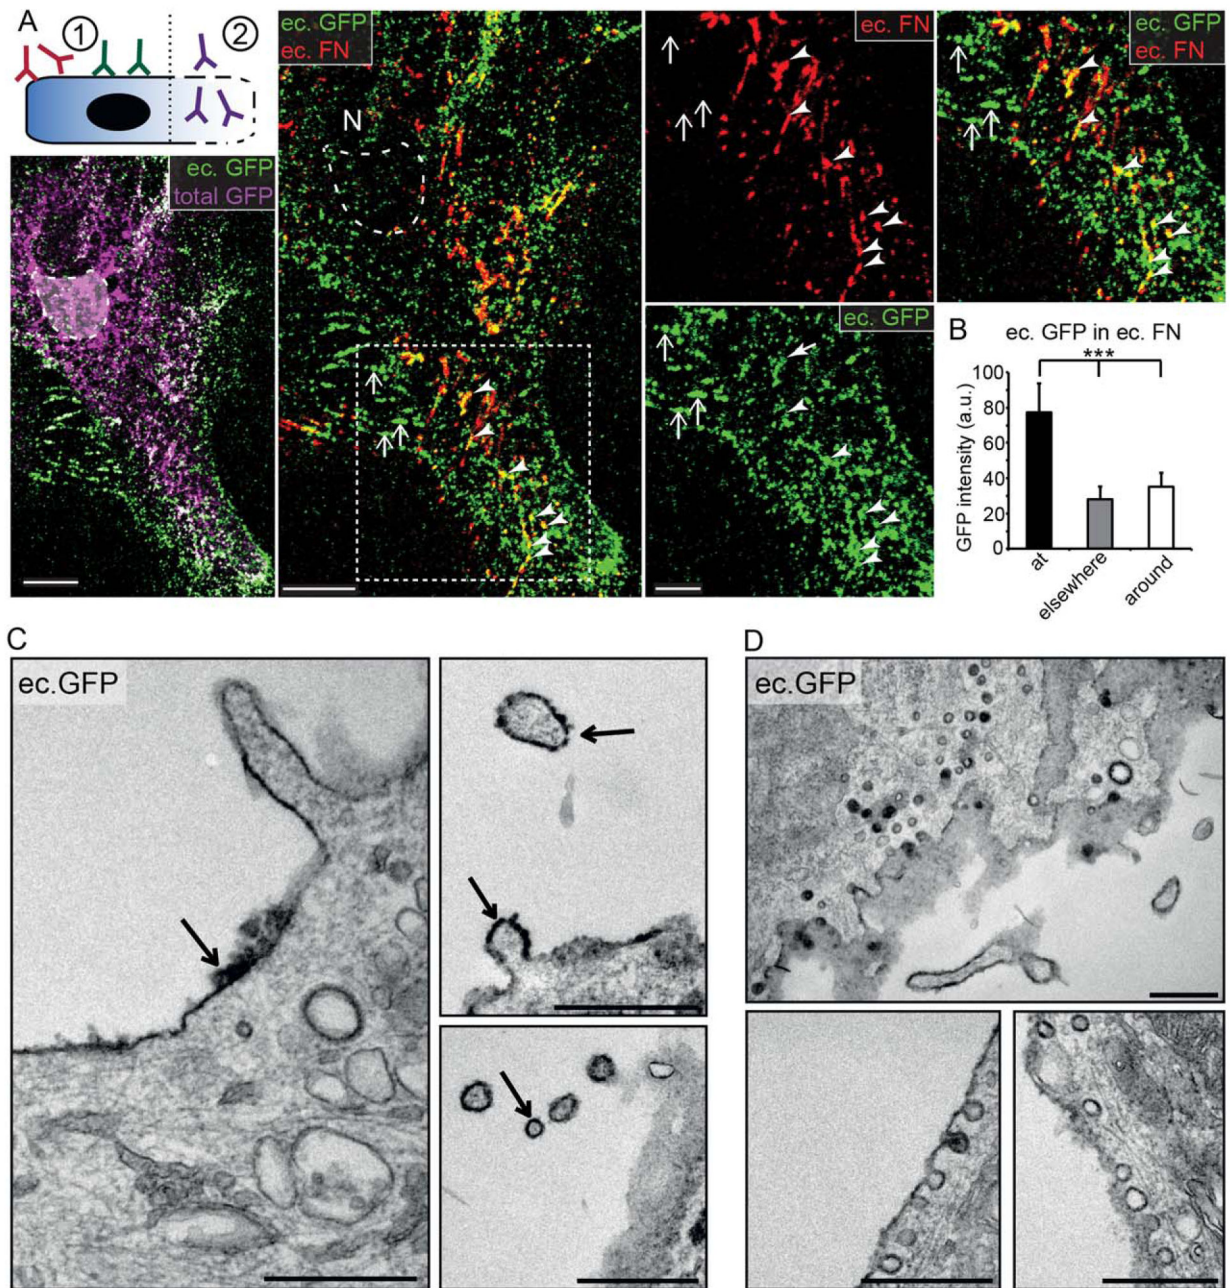 A
1
2
ec. GFP
total GFP
ec. GFP
ec. FN
N
ec. FN
ec. GFP
ec. FN
ec. GFP
B
ec. GFP in ec. FN
***
GFP intensity (a.u.)
100
80
60
40
20
0
at
elsewhere
around
C
ec.GFP
D
ec.GFP